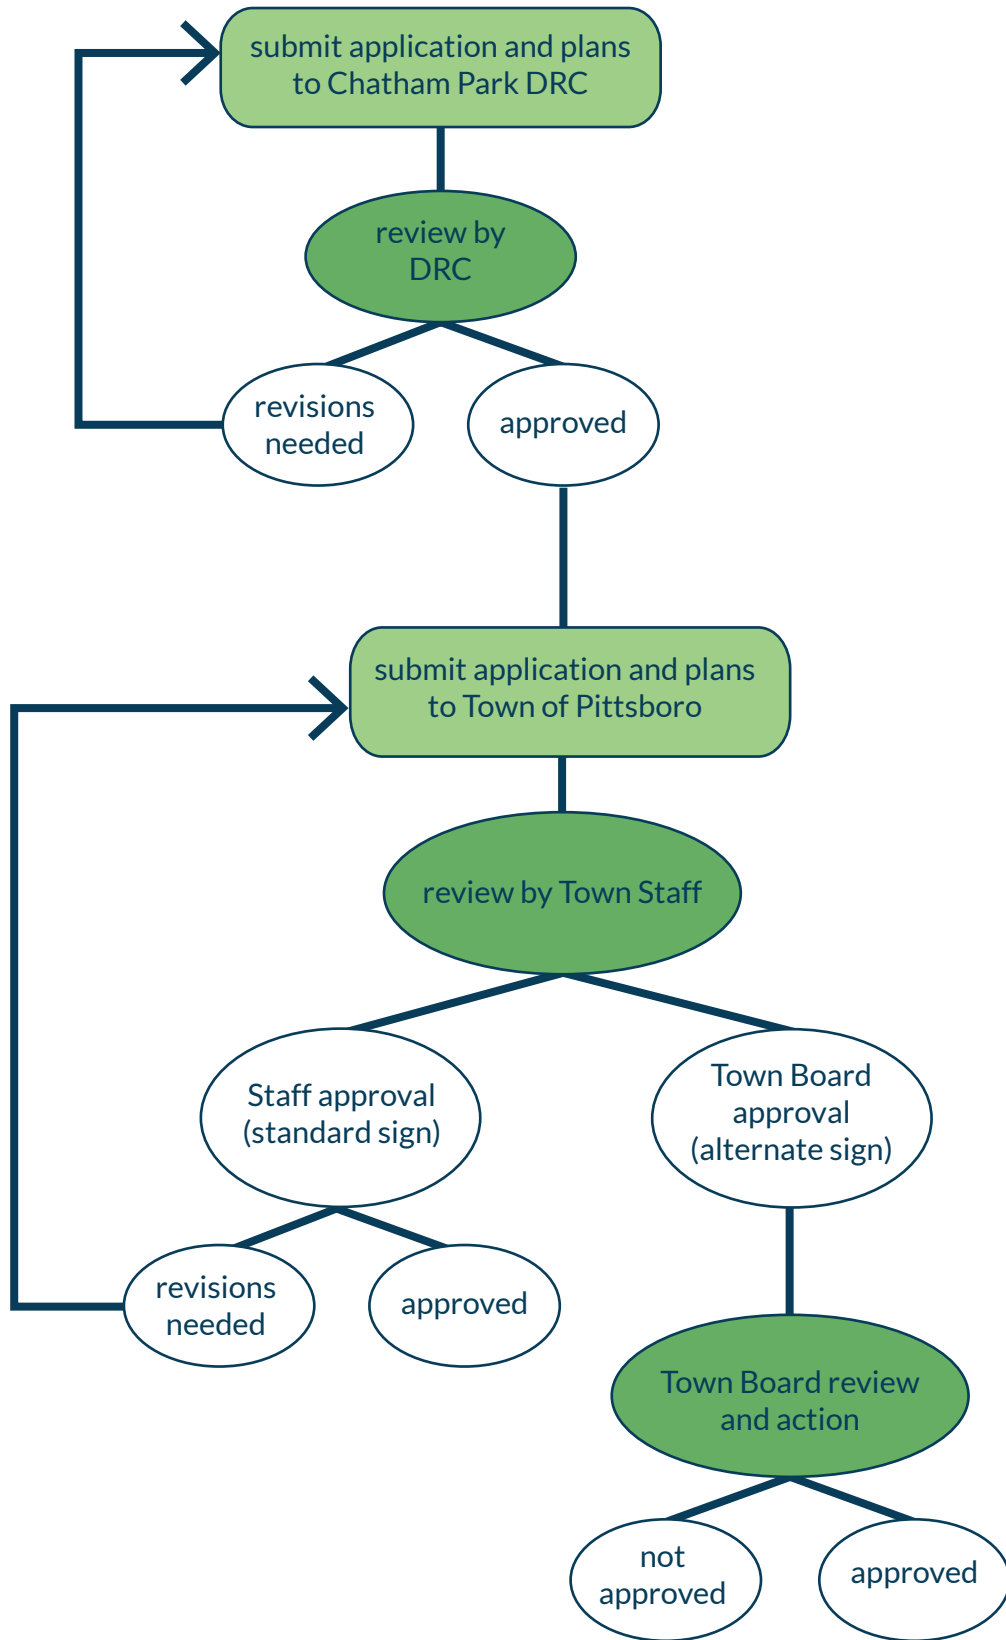 submit application and plans
to Chatham Park DRC
review by
DRC
revisions
needed
approved
submit application and plans
to Town of Pittsboro
review by Town Staff
Staff approval
(standard sign)
Town Board
approval
(alternate sign)
revisions
needed
approved
Town Board review
and action
not
approved
approved